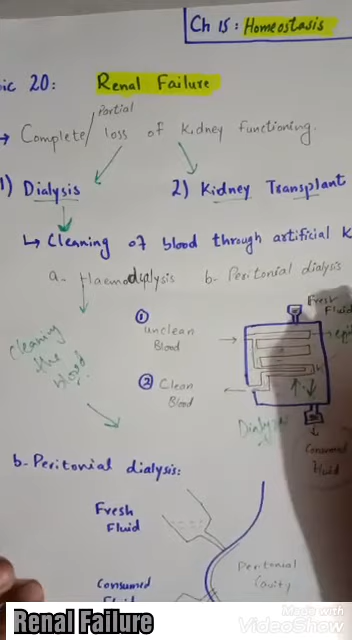 Ch 15: Homeostasis
ic 20: Renal Failure
Partial
→ Complete/ loss of kidney functioning.
1) Dialysis 2) Kidney Transplant
↳ Cleaning of blood through artificial K
a. Haemodialysis b. Peritonial dialysis
Cleaning
the
blood
Fresh
Fluid
① unclean
Blood
② Clean
Blood
Consumed
Fluid
b. Peritonial dialysis:
Fresh
Fluid
Peritonial
Cavity
Consumed
Made with
VideoShow
Renal Failure